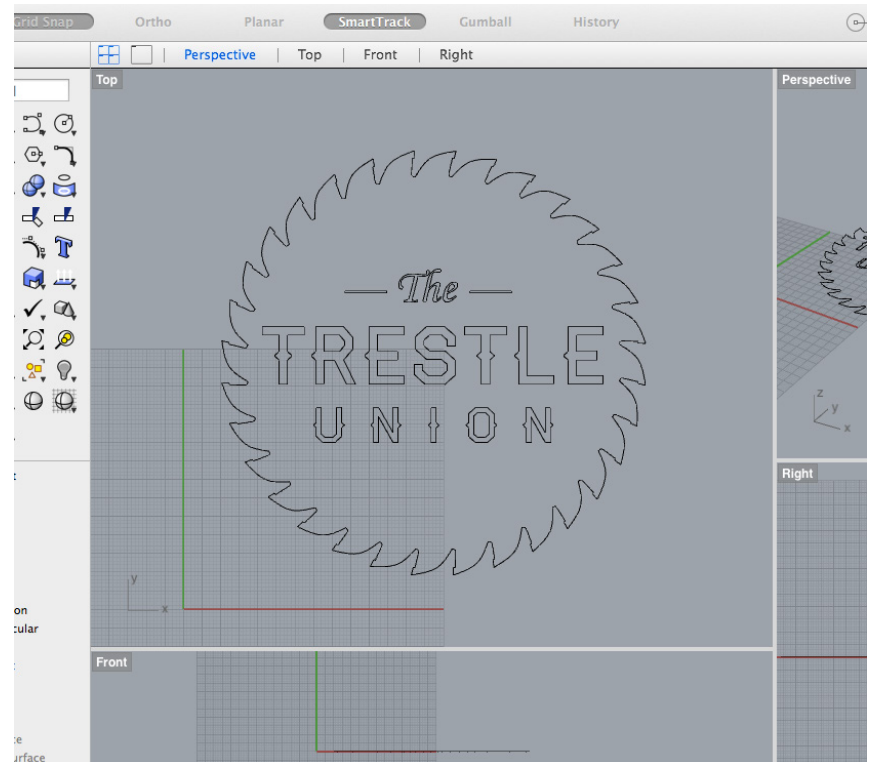 Grid Snap Ortho Planar SmartTrack Gumball History
Perspective Top Front Right
Top
Perspective
The
TRESTLE
UNION
z
y
x
Right
y
x
on
cular
Front
urface